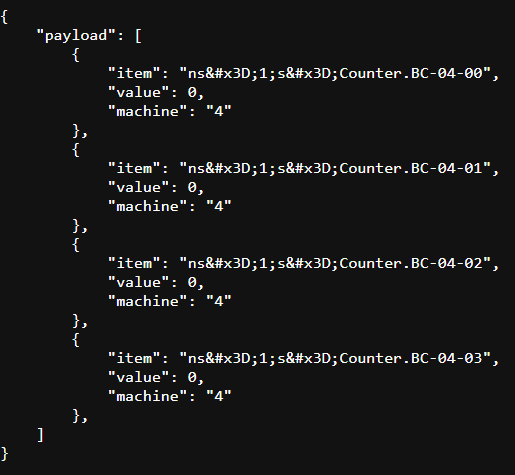 {
    "payload": [
        {
            "item": "ns&#x3D;1;s&#x3D;Counter.BC-04-00",
            "value": 0,
            "machine": "4"
        },
        {
            "item": "ns&#x3D;1;s&#x3D;Counter.BC-04-01",
            "value": 0,
            "machine": "4"
        },
        {
            "item": "ns&#x3D;1;s&#x3D;Counter.BC-04-02",
            "value": 0,
            "machine": "4"
        },
        {
            "item": "ns&#x3D;1;s&#x3D;Counter.BC-04-03",
            "value": 0,
            "machine": "4"
        },
    ]
}